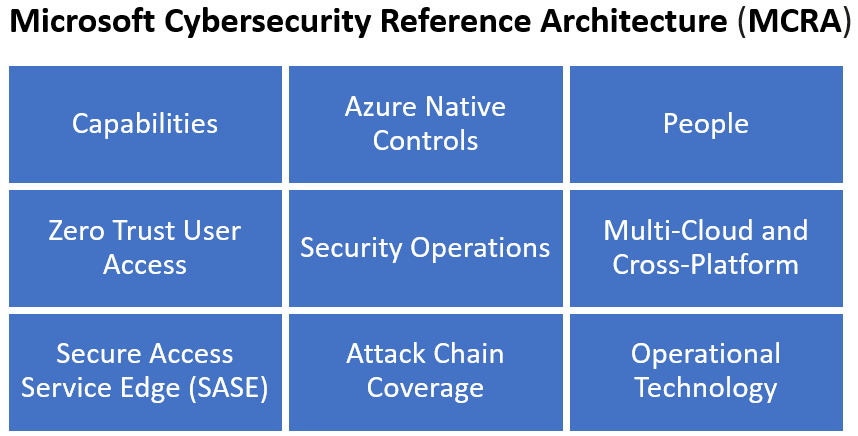 Microsoft Cybersecurity Reference Architecture (MCRA)
Capabilities
Azure Native
Controls
People
Zero Trust User
Access
Security Operations
Multi-Cloud and
Cross-Platform
Secure Access
Service Edge (SASE)
Attack Chain
Coverage
Operational
Technology